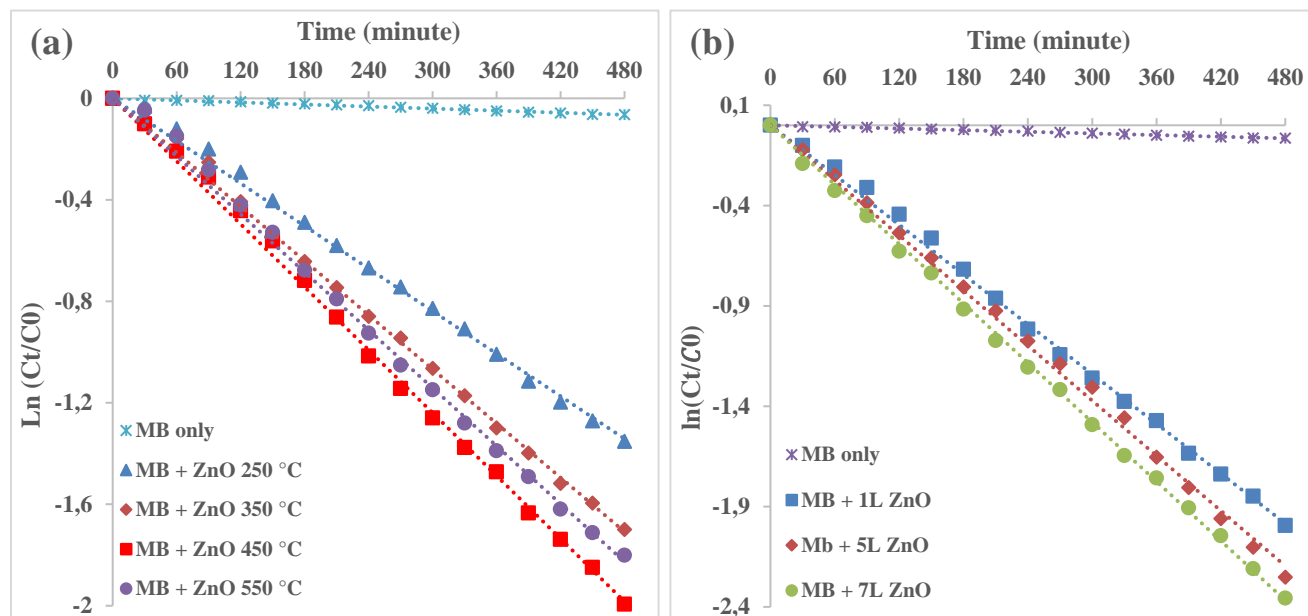 (a)
Time (minute)
0 60 120 180 240 300 360 420 480
0
-0,4
-0,8
-1,2
-1,6
-2
Ln (Ct/C0)
MB only
MB + ZnO 250 °C
MB + ZnO 350 °C
MB + ZnO 450 °C
MB + ZnO 550 °C
(b)
Time (minute)
0 60 120 180 240 300 360 420 480
0,1
-0,4
-0,9
-1,4
-1,9
-2,4
ln(Ct/C0)
MB only
MB + 1L ZnO
Mb + 5L ZnO
MB + 7L ZnO